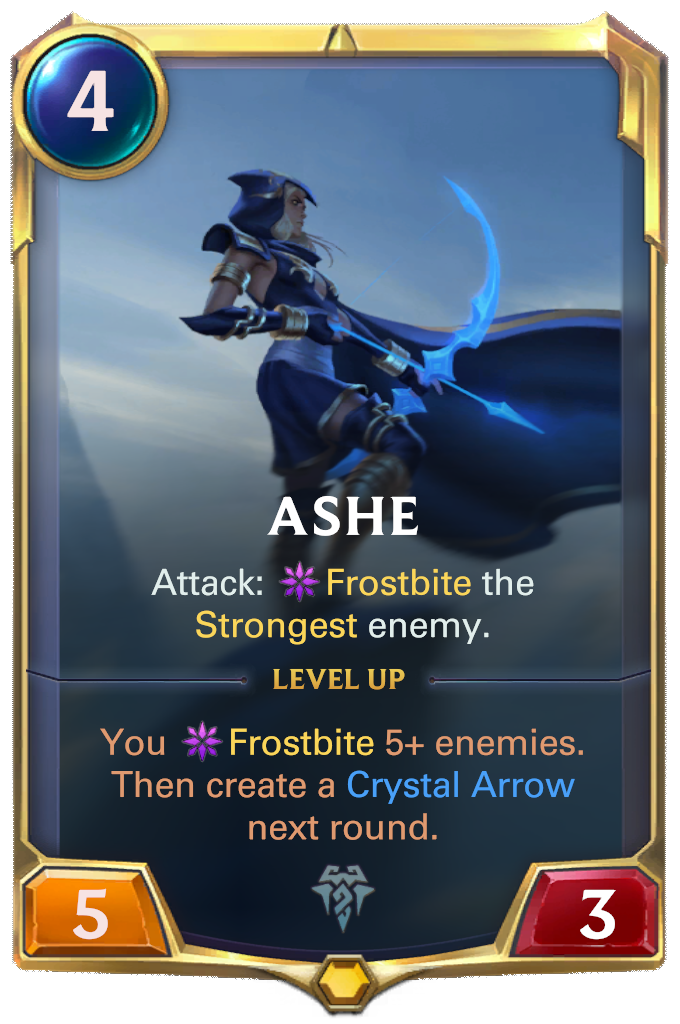 4
ASHE
Attack: Frostbite the
Strongest enemy.
LEVEL UP
You Frostbite 5+ enemies.
Then create a Crystal Arrow
next round.
5
3